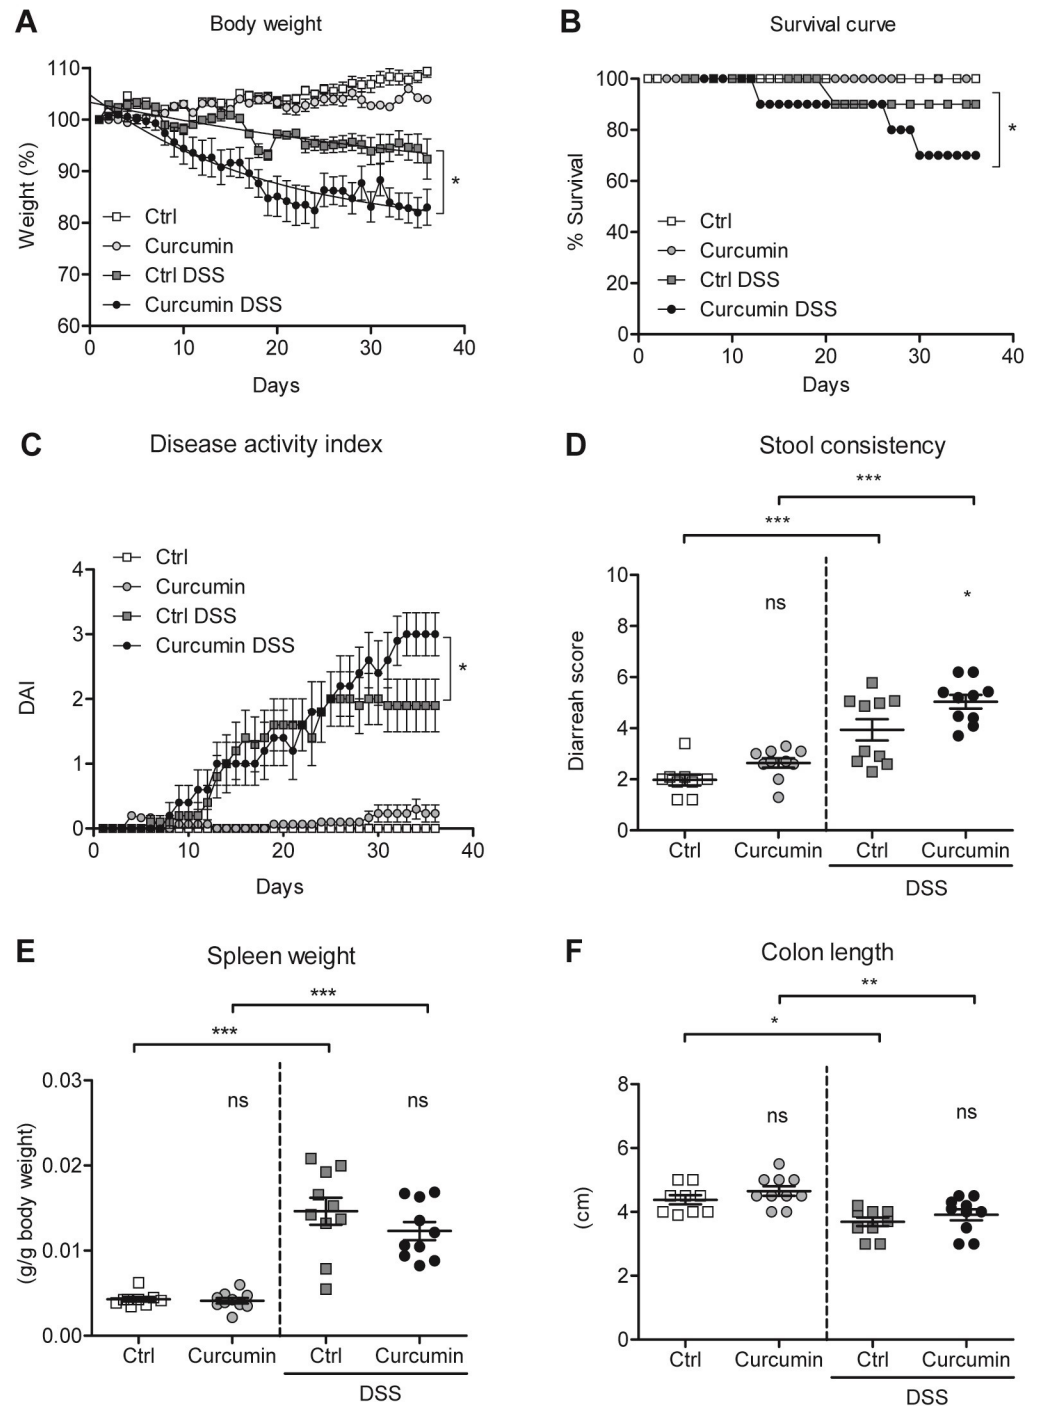 A
Body weight
110
100
90
80
70
60
Weight (%)
Ctrl
Curcumin
Ctrl DSS
Curcumin DSS
*
0 10 20 30 40
Days
B
Survival curve
100
80
60
40
20
0
% Survival
Ctrl
Curcumin
Ctrl DSS
Curcumin DSS
*
0 10 20 30 40
Days
C
Disease activity index
Ctrl
Curcumin
Ctrl DSS
Curcumin DSS
4
3
2
1
0
DAI
*
0 10 20 30 40
Days
D
Stool consistency
***
***
10
8
6
4
2
0
Diarreah score
ns
*
Ctrl Curcumin Ctrl Curcumin
DSS
E
Spleen weight
***
***
0.03
0.02
0.01
0.00
(g/g body weight)
ns
ns
Ctrl Curcumin Ctrl Curcumin
DSS
F
Colon length
**
*
8
6
4
2
0
(cm)
ns
ns
Ctrl Curcumin Ctrl Curcumin
DSS